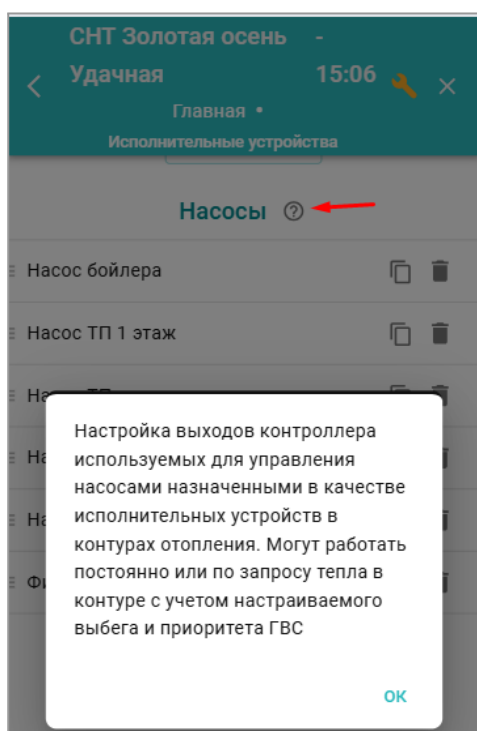 СНТ Золотая осень -
Удачная 15:06
Главная •
Исполнительные устройства
Насосы
Насос бойлера
Насос ТП 1 этаж
Настройка выходов контроллера
используемых для управления
насосами назначенными в качестве
исполнительных устройств в
контурах отопления. Могут работать
постоянно или по запросу тепла в
контуре с учетом настраиваемого
выбега и приоритета ГВС
ОК